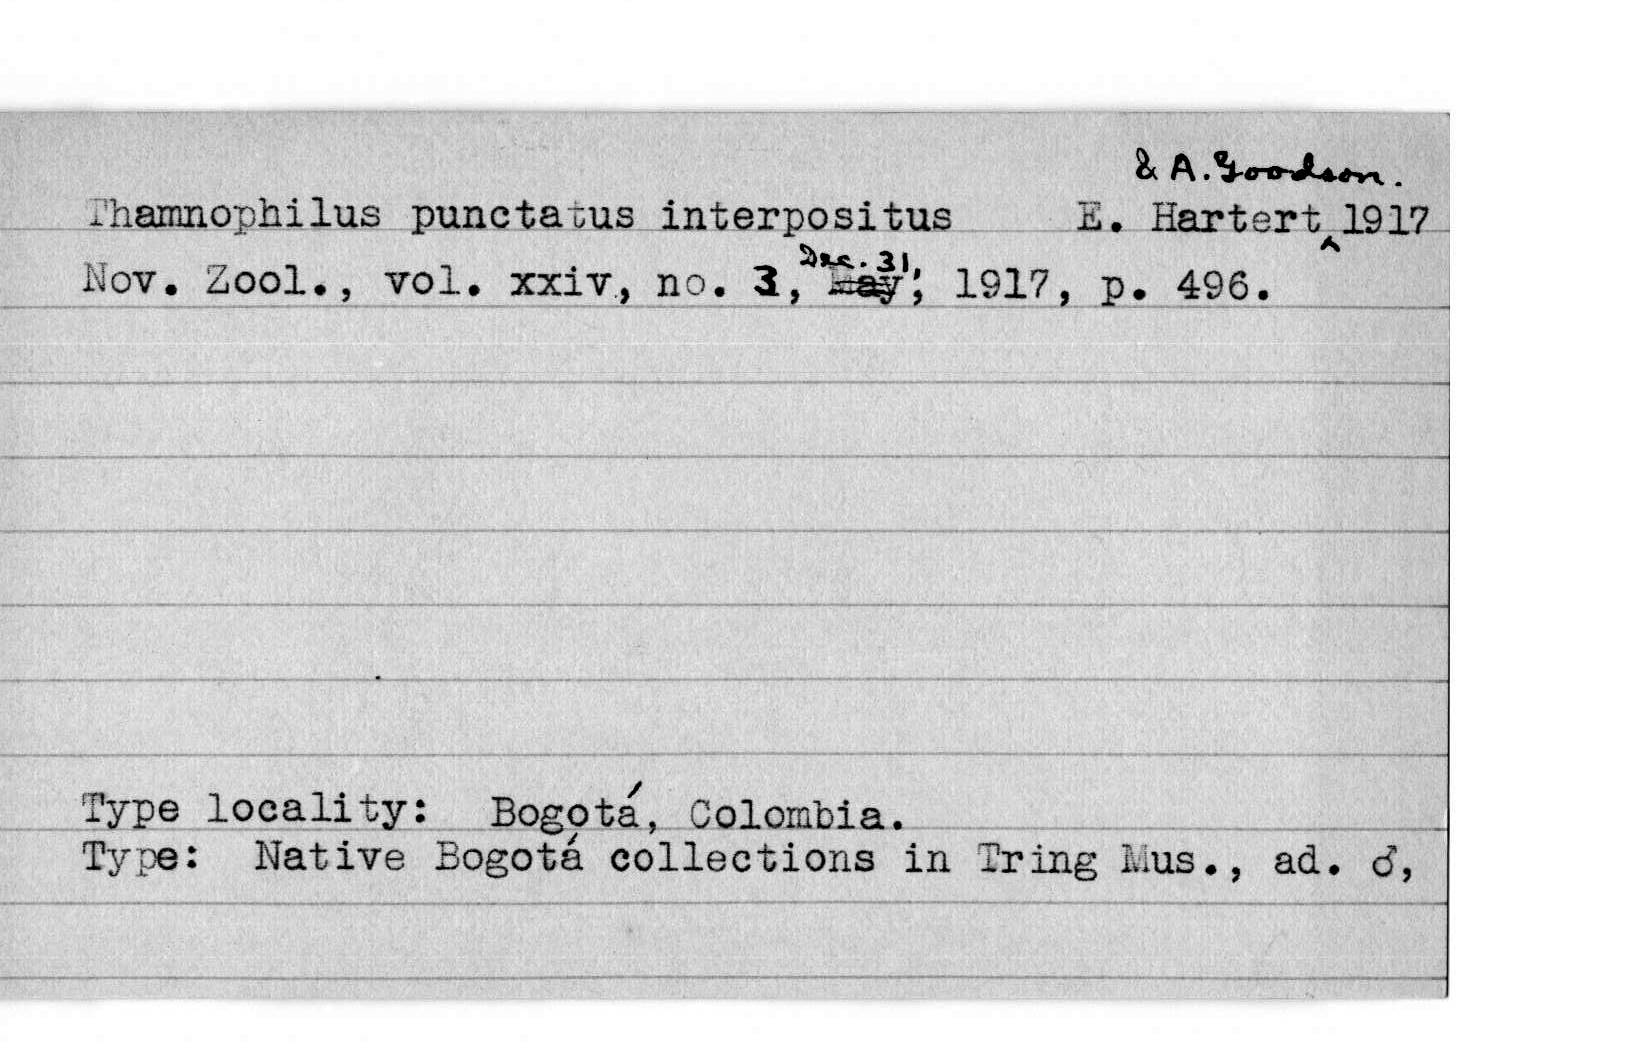 & A. Goodson.
Thamnophilus punctatus interpositus E. Hartert ^ 1917
Dec. 31,
Nov. Zool., vol. xxiv, no. 3, May, 1917, p. 496.
Type locality: Bogotá, Colombia.
Type: Native Bogotá collections in Tring Mus., ad. ♂,